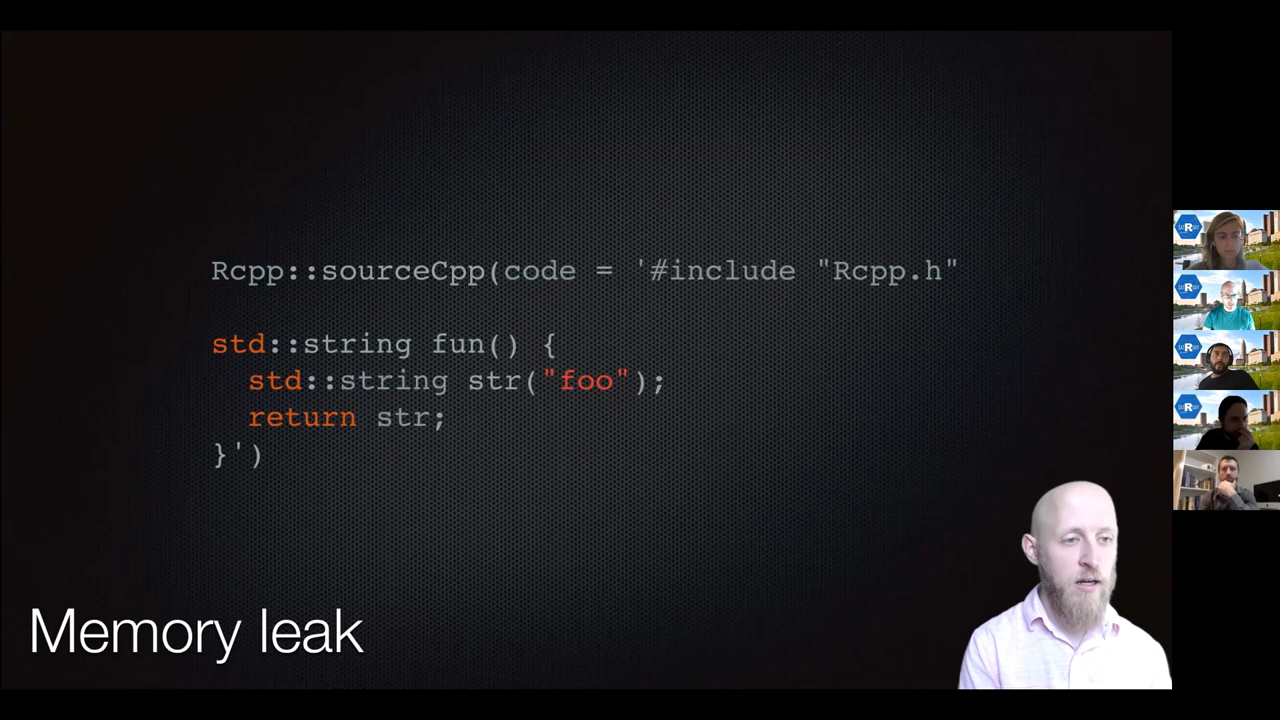 Rcpp::sourceCpp(code = '#include "Rcpp.h"
std::string fun() {
  std::string str("foo");
  return str;
}')
Memory leak
R
R
R
R